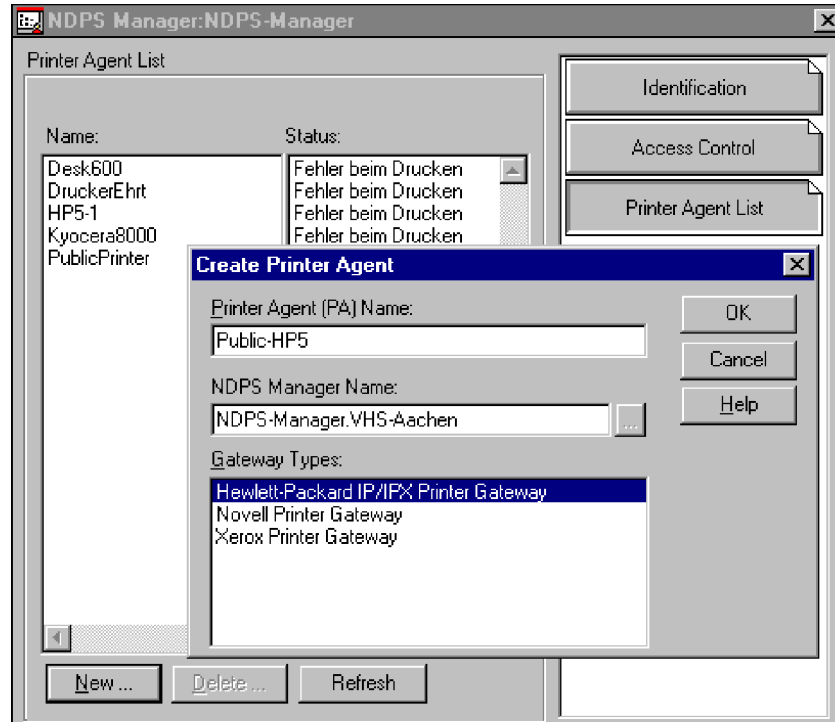 NDPS Manager:NDPS-Manager
Printer Agent List
Name: Status:
Desk600 Fehler beim Drucken
DruckerEhrt Fehler beim Drucken
HP5-1 Fehler beim Drucken
Kyocera8000 Fehler beim Drucken
PublicPrinter
Identification
Access Control
Printer Agent List
Create Printer Agent
Printer Agent (PA) Name:
Public-HP5
NDPS Manager Name:
NDPS-Manager.VHS-Aachen
...
Gateway Types:
Hewlett-Packard IP/IPX Printer Gateway
Novell Printer Gateway
Xerox Printer Gateway
OK
Cancel
Help
New ... Delete ... Refresh